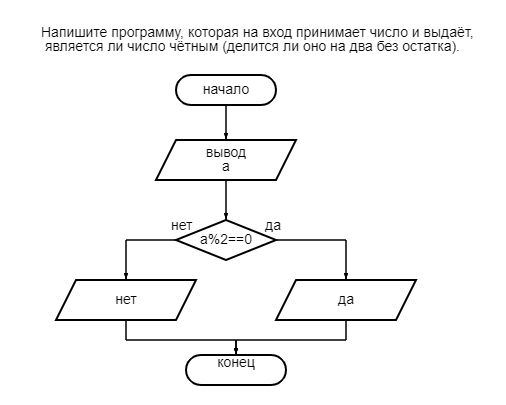 Напишите программу, которая на вход принимает число и выдаёт,
является ли число чётным (делится ли оно на два без остатка).
начало
вывод
a
нет
да
a%2==0
нет
да
конец